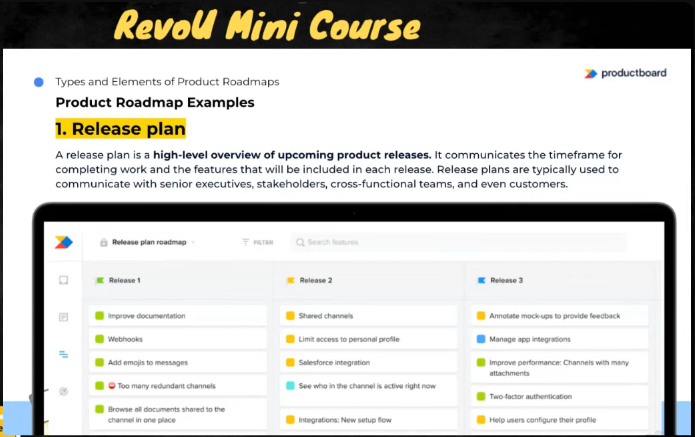 RevoU Mini Course
Types and Elements of Product Roadmaps
productboard
Product Roadmap Examples
1. Release plan
A release plan is a high-level overview of upcoming product releases. It communicates the timeframe for
completing work and the features that will be included in each release. Release plans are typically used to
communicate with senior executives, stakeholders, cross-functional teams, and even customers.
Release plan roadmap
FILTER
Search features
Release 1
Improve documentation
Webhooks
Add emojis to messages
Too many redundant channels
Browse all documents shared to the
channel in one place
Release 2
Shared channels
Limit access to personal profile
Salesforce integration
See who in the channel is active right now
Integrations: New setup flow
Release 3
Annotate mock-ups to provide feedback
Manage app integrations
Improve performance: Channels with many
attachments
Two-factor authentication
Help users configure their profile